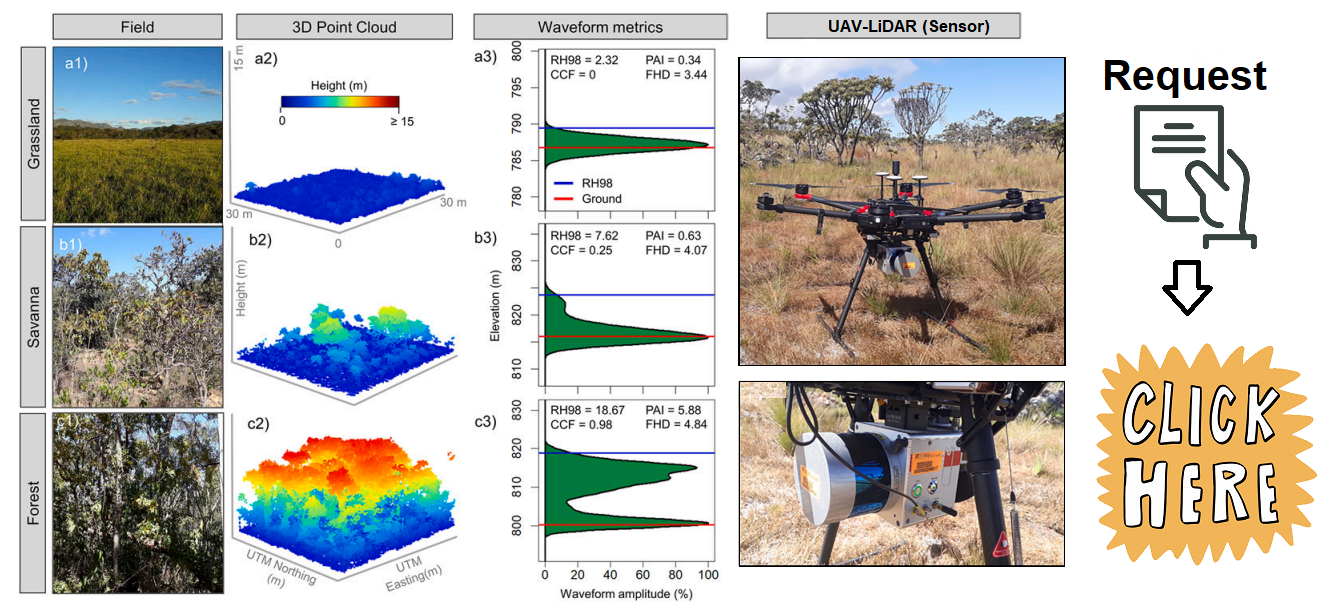 Field
3D Point Cloud
Waveform metrics
UAV-LiDAR (Sensor)
Request
Grassland
a1)
15 m
a2)
Height (m)
0
≥ 15
30 m
30 m
0
a3)
800
795
790
785
780
RH98 = 2.32 PAI = 0.34
CCF = 0 FHD = 3.44
RH98
Ground
Savanna
b1)
b2)
Height (m)
b3)
Elevation (m)
830
820
810
RH98 = 7.62 PAI = 0.63
CCF = 0.25 FHD = 4.07
Forest
c1)
c2)
UTM Northing
(m)
UTM
Easting(m)
c3)
830
820
810
800
RH98 = 18.67 PAI = 5.88
CCF = 0.98 FHD = 4.84
0 20 40 60 80 100
Waveform amplitude (%)
CLICK
HERE